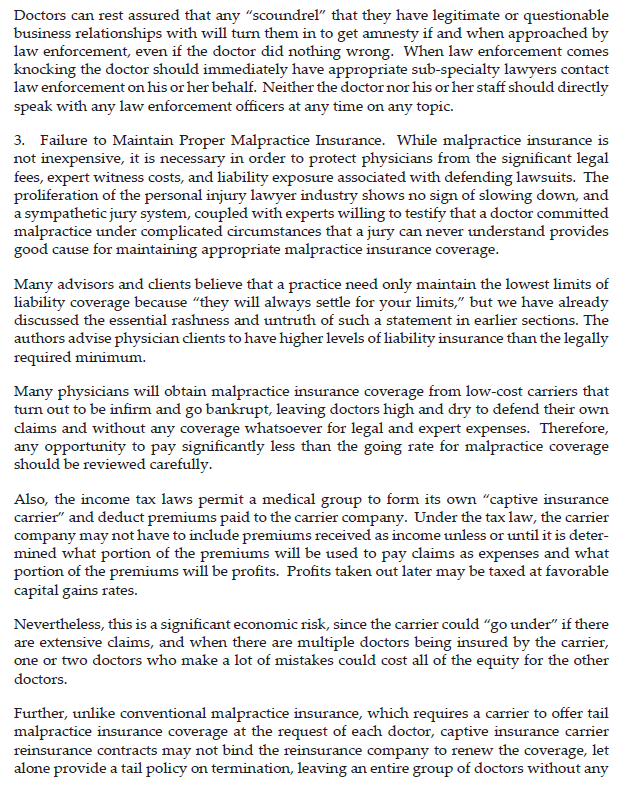 Doctors can rest assured that any “scoundrel” that they have legitimate or questionable
business relationships with will turn them in to get amnesty if and when approached by
law enforcement, even if the doctor did nothing wrong.  When law enforcement comes
knocking the doctor should immediately have appropriate sub-specialty lawyers contact
law enforcement on his or her behalf.  Neither the doctor nor his or her staff should directly
speak with any law enforcement officers at any time on any topic.
3.  Failure to Maintain Proper Malpractice Insurance.  While malpractice insurance is
not inexpensive, it is necessary in order to protect physicians from the significant legal
fees, expert witness costs, and liability exposure associated with defending lawsuits.  The
proliferation of the personal injury lawyer industry shows no sign of slowing down, and
a sympathetic jury system, coupled with experts willing to testify that a doctor committed
malpractice under complicated circumstances that a jury can never understand provides
good cause for maintaining appropriate malpractice insurance coverage.
Many advisors and clients believe that a practice need only maintain the lowest limits of
liability coverage because “they will always settle for your limits,” but we have already
discussed the essential rashness and untruth of such a statement in earlier sections. The
authors advise physician clients to have higher levels of liability insurance than the legally
required minimum.
Many physicians will obtain malpractice insurance coverage from low-cost carriers that
turn out to be infirm and go bankrupt, leaving doctors high and dry to defend their own
claims and without any coverage whatsoever for legal and expert expenses.  Therefore,
any opportunity to pay significantly less than the going rate for malpractice coverage
should be reviewed carefully.
Also, the income tax laws permit a medical group to form its own “captive insurance
carrier” and deduct premiums paid to the carrier company.  Under the tax law, the carrier
company may not have to include premiums received as income unless or until it is deter-
mined what portion of the premiums will be used to pay claims as expenses and what
portion of the premiums will be profits.  Profits taken out later may be taxed at favorable
capital gains rates.
Nevertheless, this is a significant economic risk, since the carrier could “go under” if there
are extensive claims, and when there are multiple doctors being insured by the carrier,
one or two doctors who make a lot of mistakes could cost all of the equity for the other
doctors.
Further, unlike conventional malpractice insurance, which requires a carrier to offer tail
malpractice insurance coverage at the request of each doctor, captive insurance carrier
reinsurance contracts may not bind the reinsurance company to renew the coverage, let
alone provide a tail policy on termination, leaving an entire group of doctors without any